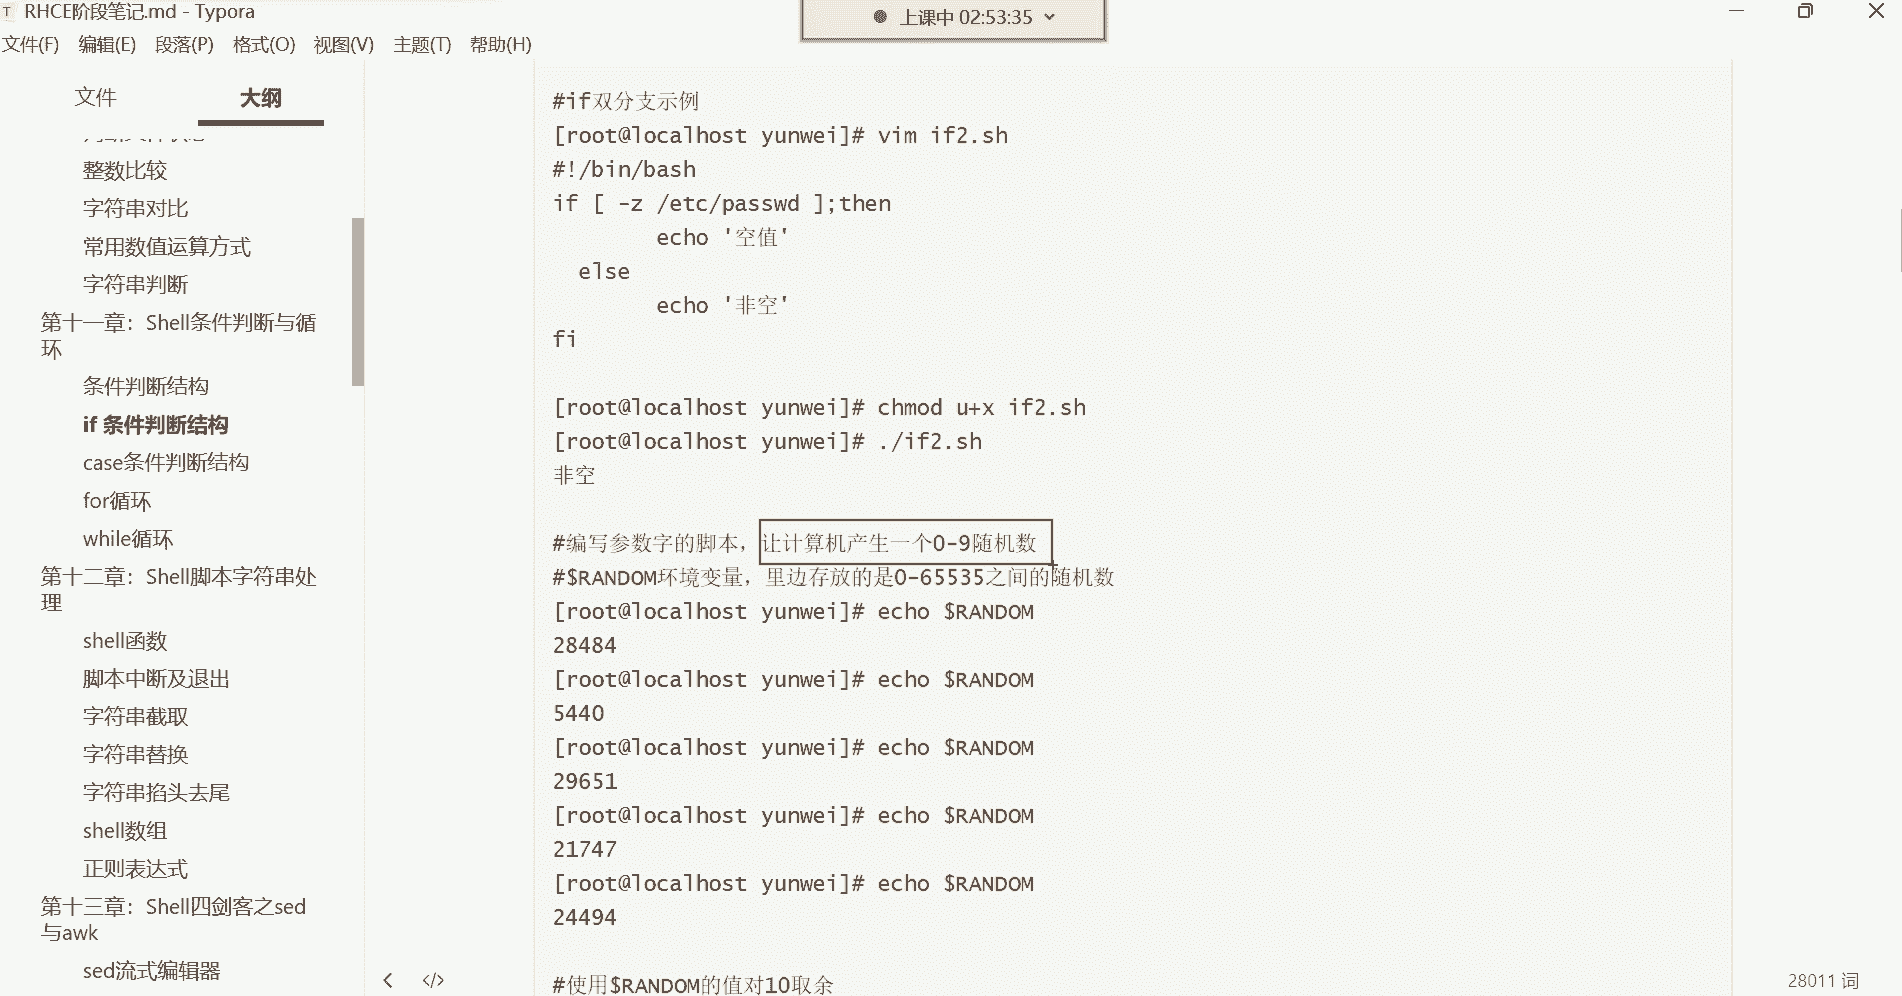 RHCE阶段笔记.md - Typora
上课中 02:53:35
文件(F) 编辑(E) 段落(P) 格式(O) 视图(V) 主题(T) 帮助(H)
文件 大纲
整数比较
字符串对比
常用数值运算方式
字符串判断
第十一章：Shell条件判断与循
环
条件判断结构
if 条件判断结构
case条件判断结构
for循环
while循环
第十二章：Shell脚本字符串处
理
shell函数
脚本中断及退出
字符串截取
字符串替换
字符串掐头去尾
shell数组
正则表达式
第十三章：Shell四剑客之sed
与awk
sed流式编辑器
#if双分支示例
[root@localhost yunwei]# vim if2.sh
#!/bin/bash
if [ -z /etc/passwd ];then
echo '空值'
else
echo '非空'
fi
[root@localhost yunwei]# chmod u+x if2.sh
[root@localhost yunwei]# ./if2.sh
非空
#编写参数字的脚本，让计算机产生一个0-9随机数
#$RANDOM环境变量，里边存放的是0-65535之间的随机数
[root@localhost yunwei]# echo $RANDOM
28484
[root@localhost yunwei]# echo $RANDOM
5440
[root@localhost yunwei]# echo $RANDOM
29651
[root@localhost yunwei]# echo $RANDOM
21747
[root@localhost yunwei]# echo $RANDOM
24494
#使用$RANDOM的值对10取余
28011 词